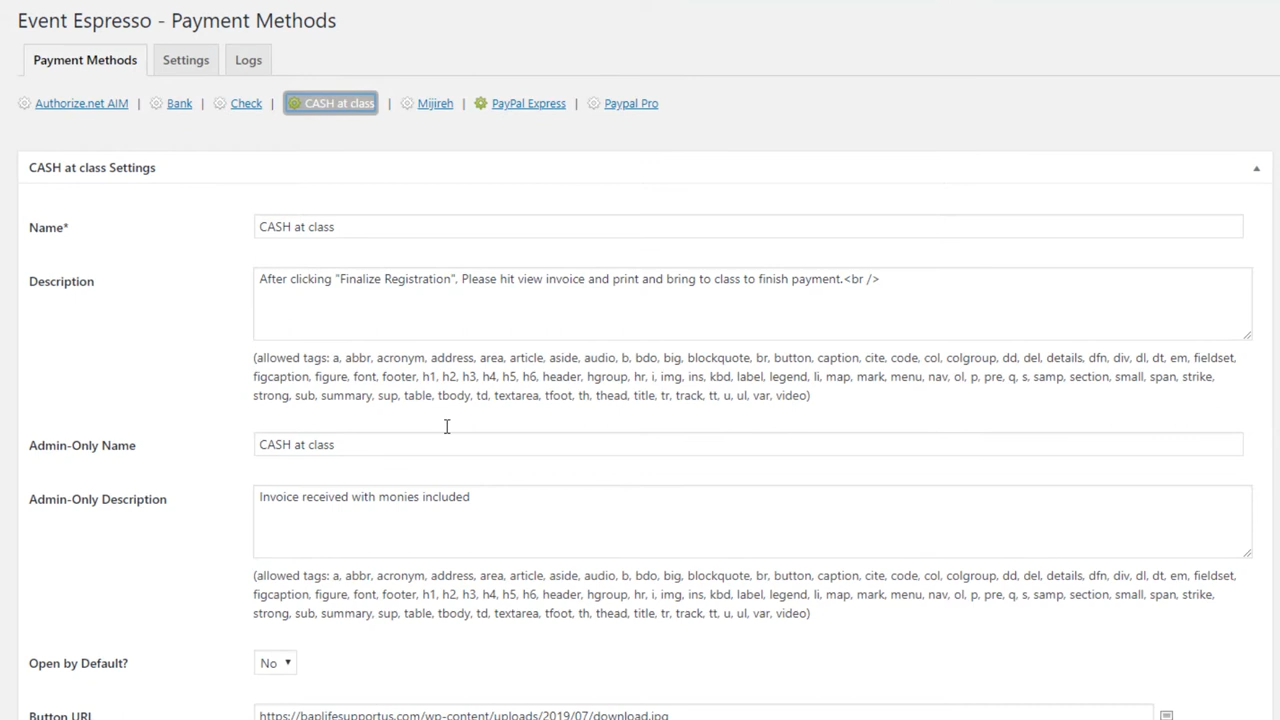 Event Espresso - Payment Methods
Payment Methods Settings Logs
Authorize.net AIM | Bank | Check | CASH at class | Mijireh | PayPal Express | Paypal Pro
CASH at class Settings
Name* CASH at class
Description After clicking "Finalize Registration", Please hit view invoice and print and bring to class to finish payment.<br />
(allowed tags: a, abbr, acronym, address, area, article, aside, audio, b, bdo, big, blockquote, br, button, caption, cite, code, col, colgroup, dd, del, details, dfn, div, dl, dt, em, fieldset,
figcaption, figure, font, footer, h1, h2, h3, h4, h5, h6, header, hgroup, hr, i, img, ins, kbd, label, legend, li, map, mark, menu, nav, ol, p, pre, q, s, samp, section, small, span, strike,
strong, sub, summary, sup, table, tbody, td, textarea, tfoot, th, thead, title, tr, track, tt, u, ul, var, video)
Admin-Only Name CASH at class
Admin-Only Description Invoice received with monies included
(allowed tags: a, abbr, acronym, address, area, article, aside, audio, b, bdo, big, blockquote, br, button, caption, cite, code, col, colgroup, dd, del, details, dfn, div, dl, dt, em, fieldset,
figcaption, figure, font, footer, h1, h2, h3, h4, h5, h6, header, hgroup, hr, i, img, ins, kbd, label, legend, li, map, mark, menu, nav, ol, p, pre, q, s, samp, section, small, span, strike,
strong, sub, summary, sup, table, tbody, td, textarea, tfoot, th, thead, title, tr, track, tt, u, ul, var, video)
Open by Default? No
Button URL https://baplifesupportus.com/wp-content/uploads/2019/07/download.jpg